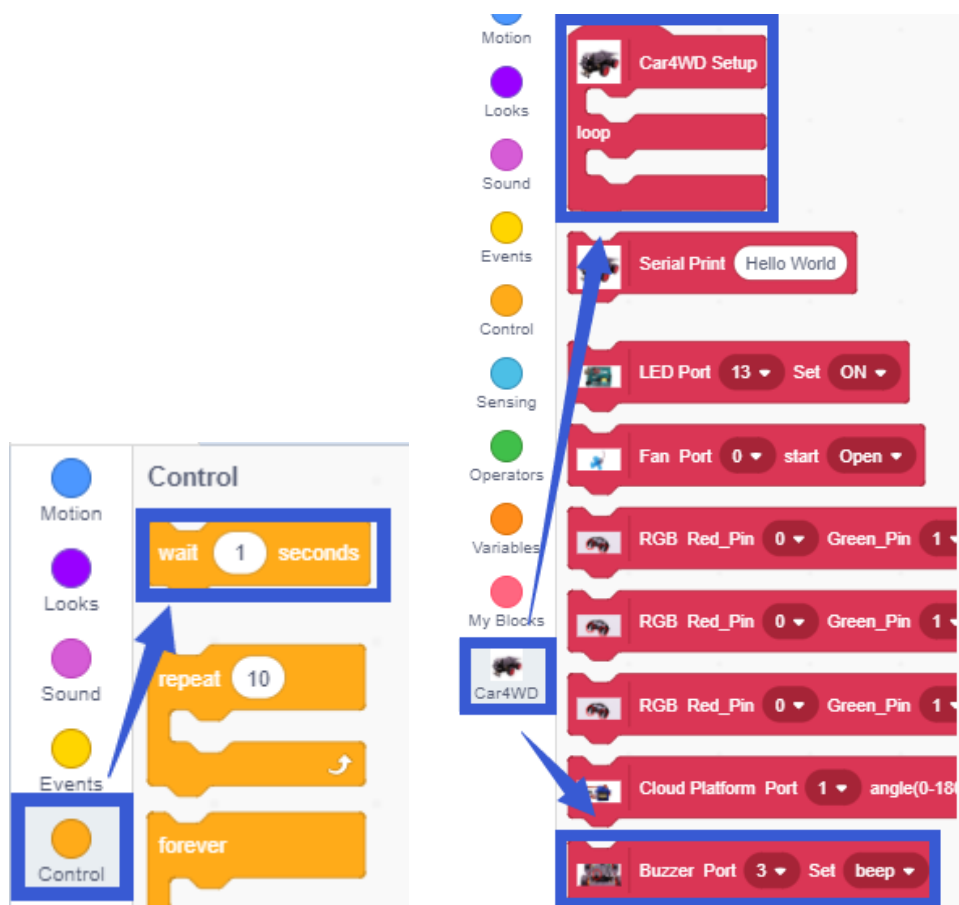 Control
Motion
wait 1 seconds
Looks
repeat 10
Sound
Events
forever
Control
Motion
Car4WD Setup
Looks
loop
Sound
Events
Serial Print Hello World
Control
LED Port 13 Set ON
Sensing
Fan Port 0 start Open
Operators
RGB Red_Pin 0 Green_Pin 1
Variables
RGB Red_Pin 0 Green_Pin 1
My Blocks
Car4WD
RGB Red_Pin 0 Green_Pin 1
Cloud Platform Port 1 angle(0-18
Buzzer Port 3 Set beep